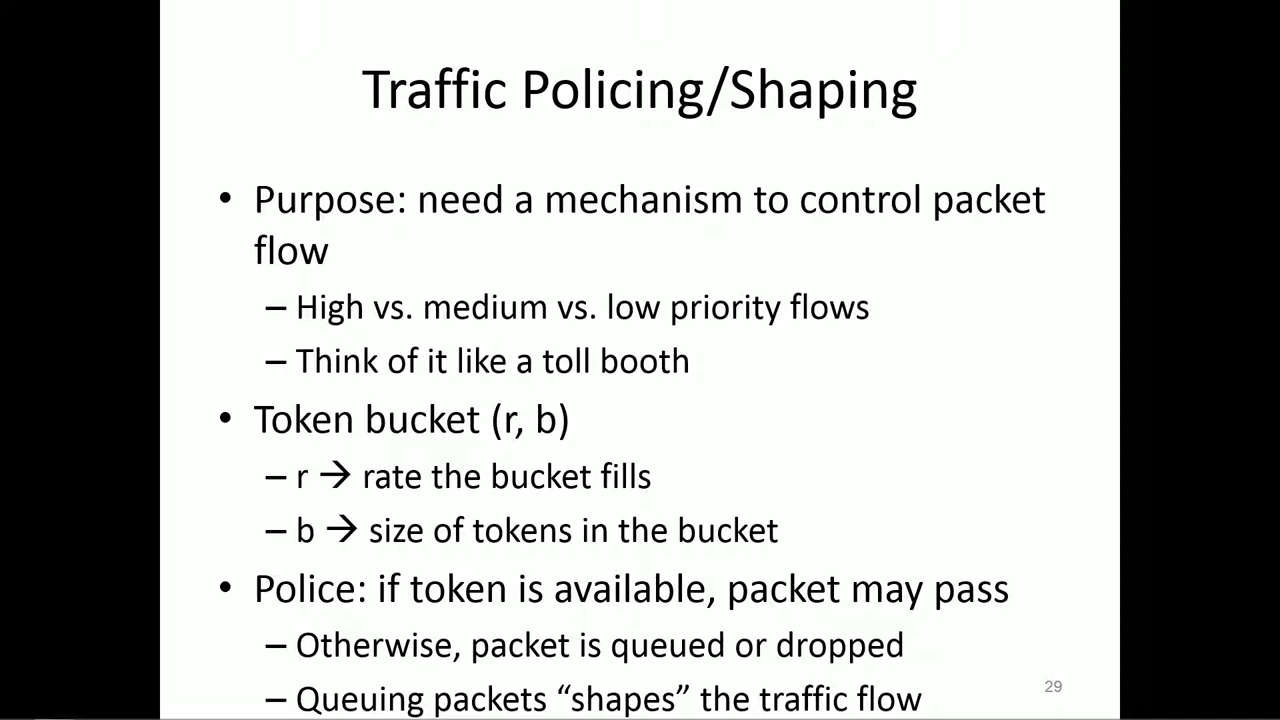 Traffic Policing/Shaping
• Purpose: need a mechanism to control packet
flow
– High vs. medium vs. low priority flows
– Think of it like a toll booth
• Token bucket (r, b)
– r → rate the bucket fills
– b → size of tokens in the bucket
• Police: if token is available, packet may pass
– Otherwise, packet is queued or dropped
– Queuing packets “shapes” the traffic flow
29